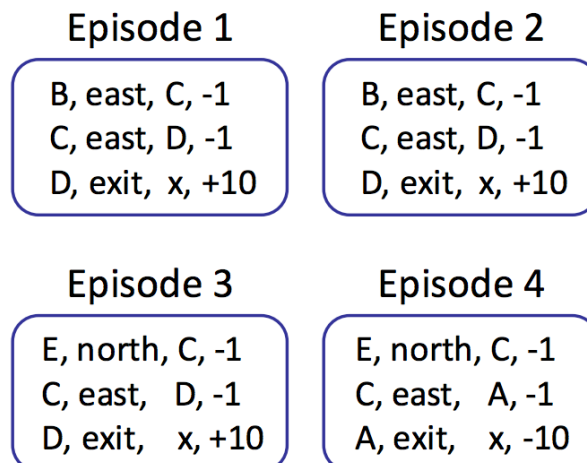 Episode 1
B, east, C, -1
C, east, D, -1
D, exit, x, +10
Episode 2
B, east, C, -1
C, east, D, -1
D, exit, x, +10
Episode 3
E, north, C, -1
C, east, D, -1
D, exit, x, +10
Episode 4
E, north, C, -1
C, east, A, -1
A, exit, x, -10